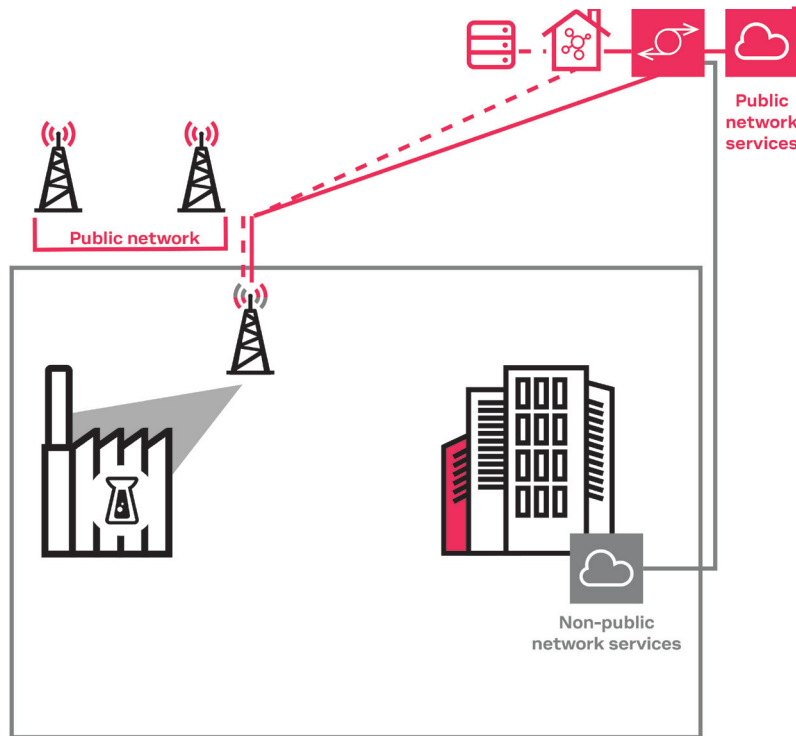 Public
network
services
Public network
Non-public
network services